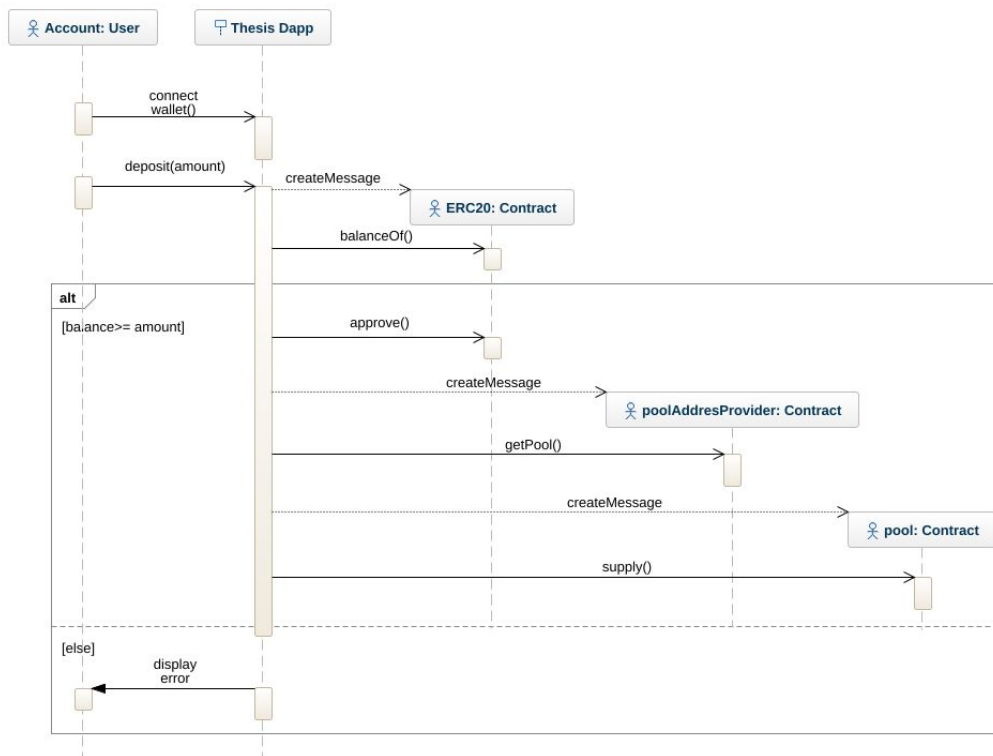 Account: User
Thesis Dapp
connect
wallet()
deposit(amount)
createMessage
ERC20: Contract
balanceOf()
alt
[balance>= amount]
approve()
createMessage
poolAddresProvider: Contract
getPool()
createMessage
pool: Contract
supply()
[else]
display
error